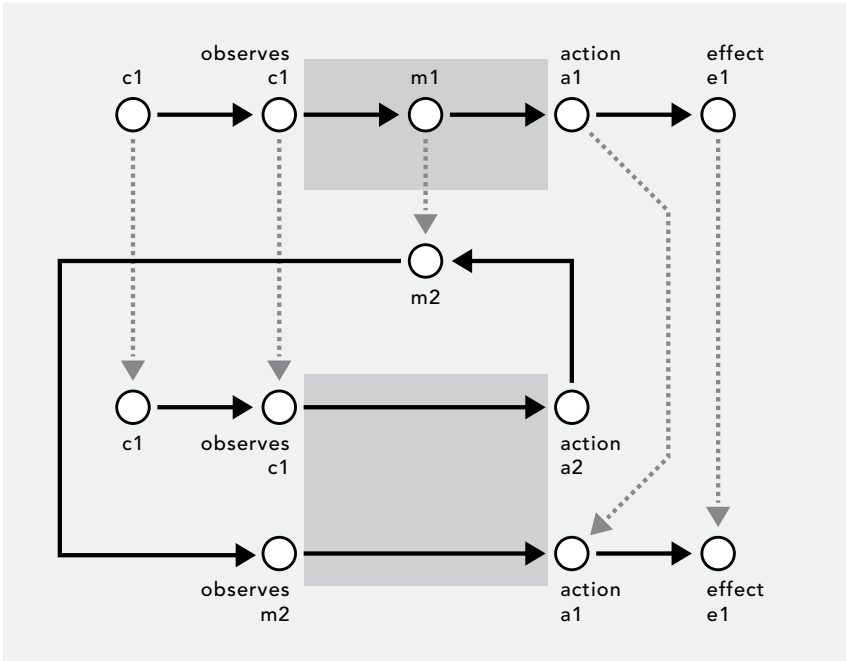 c1
observes
c1
m1
action
a1
effect
e1
m2
c1
observes
c1
action
a2
observes
m2
action
a1
effect
e1